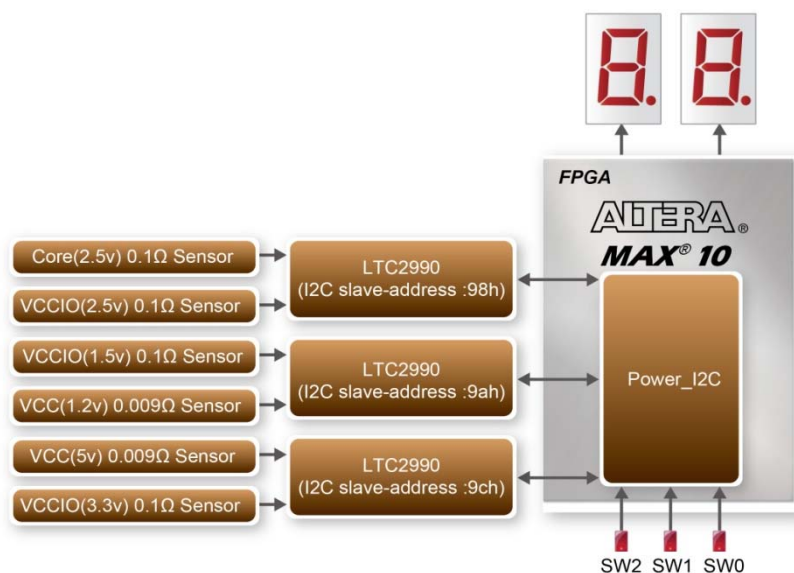 FPGA
ALTERA®
MAX® 10
Core(2.5v) 0.1Ω Sensor
VCCIO(2.5v) 0.1Ω Sensor
LTC2990
(I2C slave-address :98h)
VCCIO(1.5v) 0.1Ω Sensor
VCC(1.2v) 0.009Ω Sensor
LTC2990
(I2C slave-address :9ah)
VCC(5v) 0.009Ω Sensor
VCCIO(3.3v) 0.1Ω Sensor
LTC2990
(I2C slave-address :9ch)
Power_I2C
SW2 SW1 SW0
8. 8.